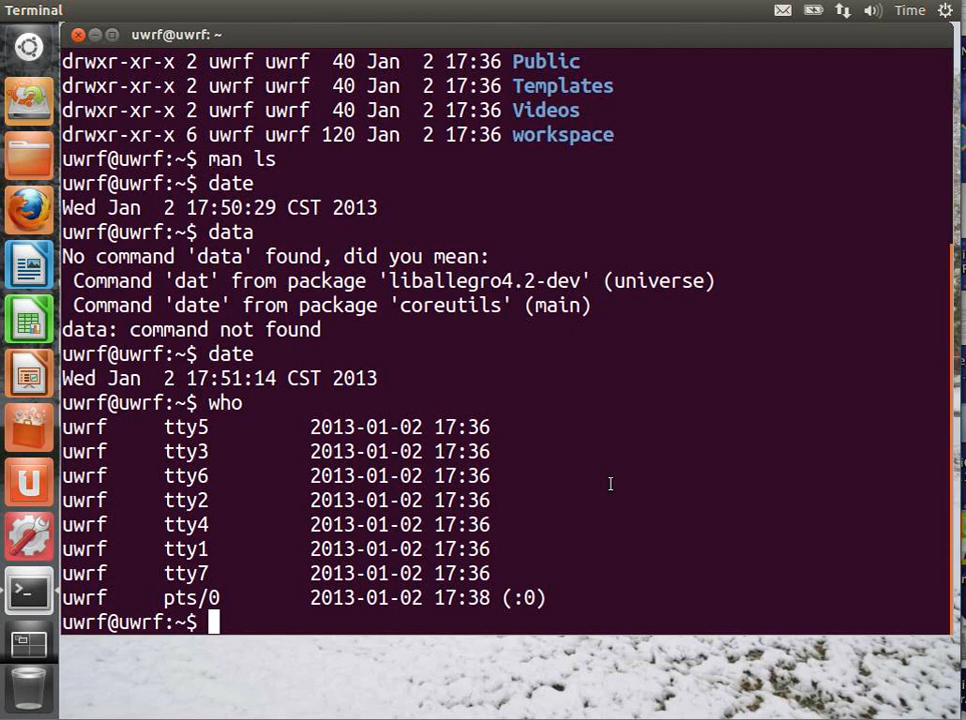 Terminal
Time
uwrf@uwrf: ~
drwxr-xr-x 2 uwrf uwrf  40 Jan  2 17:36 Public
drwxr-xr-x 2 uwrf uwrf  40 Jan  2 17:36 Templates
drwxr-xr-x 2 uwrf uwrf  40 Jan  2 17:36 Videos
drwxr-xr-x 6 uwrf uwrf 120 Jan  2 17:36 workspace
uwrf@uwrf:~$ man ls
uwrf@uwrf:~$ date
Wed Jan  2 17:50:29 CST 2013
uwrf@uwrf:~$ data
No command 'data' found, did you mean:
 Command 'dat' from package 'liballegro4.2-dev' (universe)
 Command 'date' from package 'coreutils' (main)
data: command not found
uwrf@uwrf:~$ date
Wed Jan  2 17:51:14 CST 2013
uwrf@uwrf:~$ who
uwrf     tty5         2013-01-02 17:36
uwrf     tty3         2013-01-02 17:36
uwrf     tty6         2013-01-02 17:36
uwrf     tty2         2013-01-02 17:36
uwrf     tty4         2013-01-02 17:36
uwrf     tty1         2013-01-02 17:36
uwrf     tty7         2013-01-02 17:36
uwrf     pts/0        2013-01-02 17:38 (:0)
uwrf@uwrf:~$